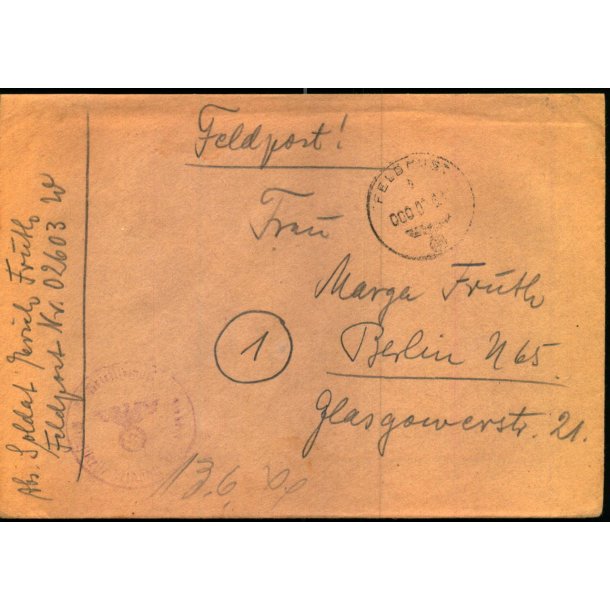 Feldpost!
FELDPOST
Frau
Marga Fruth
1
Berlin N 65.
Glasgowerstr. 21.
Abs. Soldat Erich Fruth
Feldpost Nr. 02603 W
13.6.